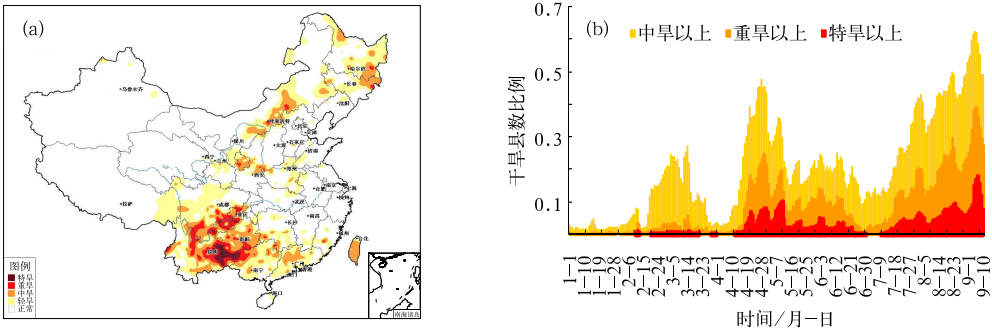 (a)
哈尔滨
长春
乌鲁木齐
沈阳
呼和浩特
北京
天津
银川
太原
石家庄
济南
西宁
兰州
西安
郑州
南京
合肥
上海
杭州
武汉
拉萨
成都
重庆
南昌
长沙
贵阳
福州
台北
昆明
南宁
香港
澳门
海口
图例
特旱
重旱
中旱
轻旱
正常
南海诸岛
(b)
中旱以上 重旱以上 特旱以上
干旱县数比例
0.7
0.5
0.3
0.1
1-1
1-10
1-19
1-28
2-6
2-15
2-24
3-5
3-14
3-23
4-1
4-10
4-19
4-28
5-7
5-16
5-25
6-3
6-12
6-21
6-30
7-9
7-18
7-27
8-5
8-14
8-23
9-1
9-10
时间/月-日